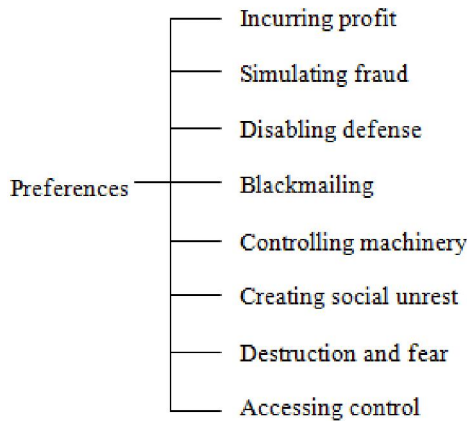 Incurring profit
Simulating fraud
Disabling defense
Preferences
Blackmailing
Controlling machinery
Creating social unrest
Destruction and fear
Accessing control